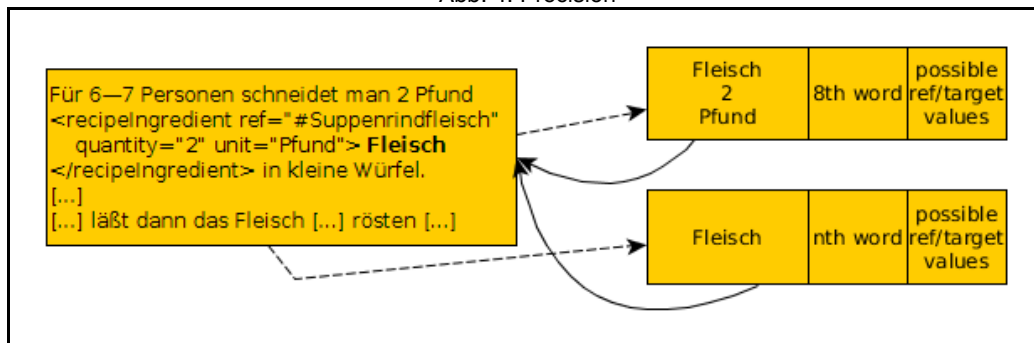 Abb. 4: Precision
Für 6—7 Personen schneidet man 2 Pfund
<recipeIngredient ref="#Suppenrindfleisch"
quantity="2" unit="Pfund"> Fleisch
</recipeIngredient> in kleine Würfel.
[...]
[...] läßt dann das Fleisch [...] rösten [...]
Fleisch
2
Pfund
8th word
possible
ref/target
values
Fleisch
nth word
possible
ref/target
values